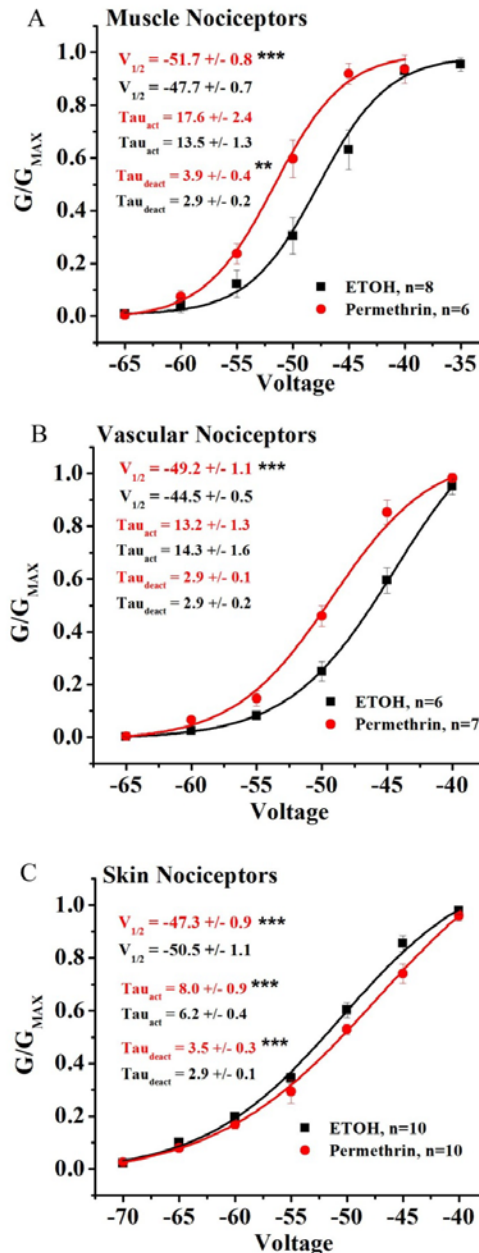 A Muscle Nociceptors
V1/2 = -51.7 +/- 0.8 ***
V1/2 = -47.7 +/- 0.7
Tauact = 17.6 +/- 2.4
Tauact = 13.5 +/- 1.3
Taudeact = 3.9 +/- 0.4 **
Taudeact = 2.9 +/- 0.2
G/GMAX
1.0
0.8
0.6
0.4
0.2
0.0
ETOH, n=8
Permethrin, n=6
-65 -60 -55 -50 -45 -40 -35
Voltage
B Vascular Nociceptors
V1/2 = -49.2 +/- 1.1 ***
V1/2 = -44.5 +/- 0.5
Tauact = 13.2 +/- 1.3
Tauact = 14.3 +/- 1.6
Taudeact = 2.9 +/- 0.1
Taudeact = 2.9 +/- 0.2
G/GMAX
1.0
0.8
0.6
0.4
0.2
0.0
ETOH, n=6
Permethrin, n=7
-65 -60 -55 -50 -45 -40
Voltage
C Skin Nociceptors
V1/2 = -47.3 +/- 0.9 ***
V1/2 = -50.5 +/- 1.1
Tauact = 8.0 +/- 0.9 ***
Tauact = 6.2 +/- 0.4
Taudeact = 3.5 +/- 0.3 ***
Taudeact = 2.9 +/- 0.1
G/GMAX
1.0
0.8
0.6
0.4
0.2
0.0
ETOH, n=10
Permethrin, n=10
-70 -65 -60 -55 -50 -45 -40
Voltage